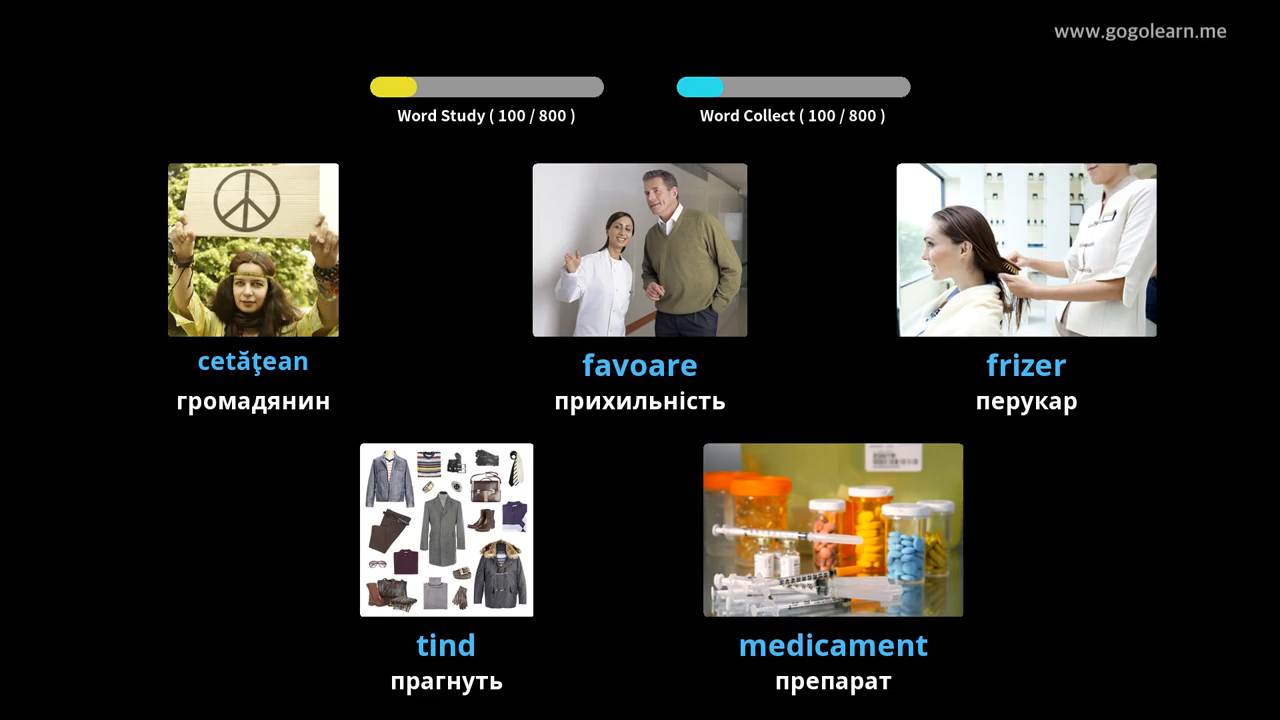 www.gogolearn.me
Word Study ( 100 / 800 )
Word Collect ( 100 / 800 )
cetăţean
громадянин
favoare
прихильність
frizer
перукар
tind
прагнуть
medicament
препарат